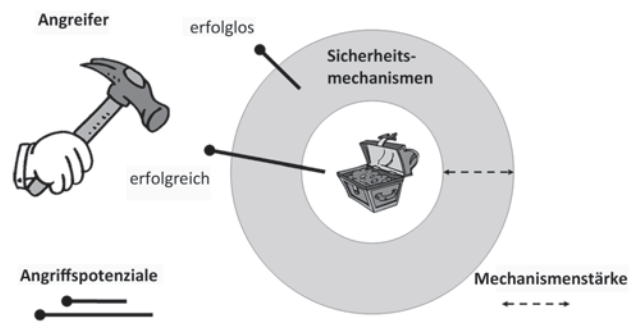 Angreifer
erfolglos
Sicherheits-
mechanismen
erfolgreich
Angriffspotenziale
Mechanismenstärke